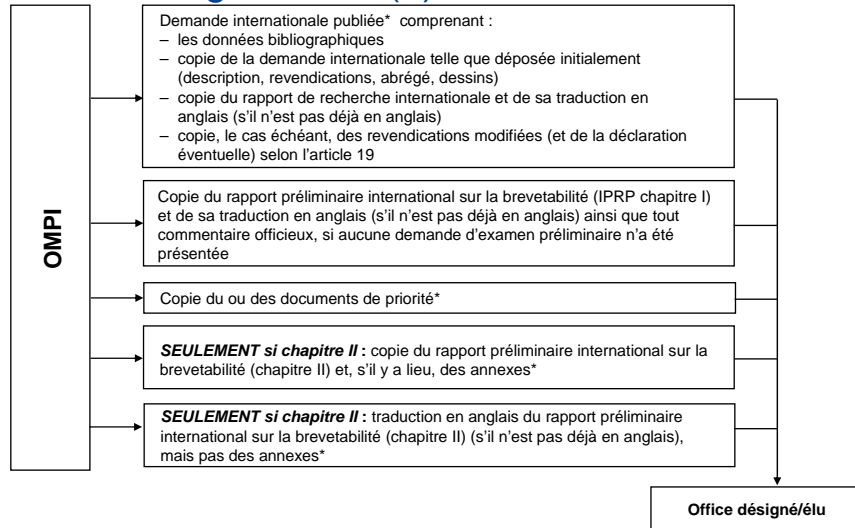 Demande internationale publiée* comprenant :
– les données bibliographiques
– copie de la demande internationale telle que déposée initialement
(description, revendications, abrégé, dessins)
– copie du rapport de recherche internationale et de sa traduction en
anglais (s'il n'est pas déjà en anglais)
– copie, le cas échéant, des revendications modifiées (et de la déclaration
éventuelle) selon l'article 19
OMPI
Copie du rapport préliminaire international sur la brevetabilité (IPRP chapitre I)
et de sa traduction en anglais (s'il n'est pas déjà en anglais) ainsi que tout
commentaire officieux, si aucune demande d'examen préliminaire n'a été
présentée
Copie du ou des documents de priorité*
SEULEMENT si chapitre II : copie du rapport préliminaire international sur la
brevetabilité (chapitre II) et, s'il y a lieu, des annexes*
SEULEMENT si chapitre II : traduction en anglais du rapport préliminaire
international sur la brevetabilité (chapitre II) (s'il n'est pas déjà en anglais),
mais pas des annexes*
Office désigné/élu